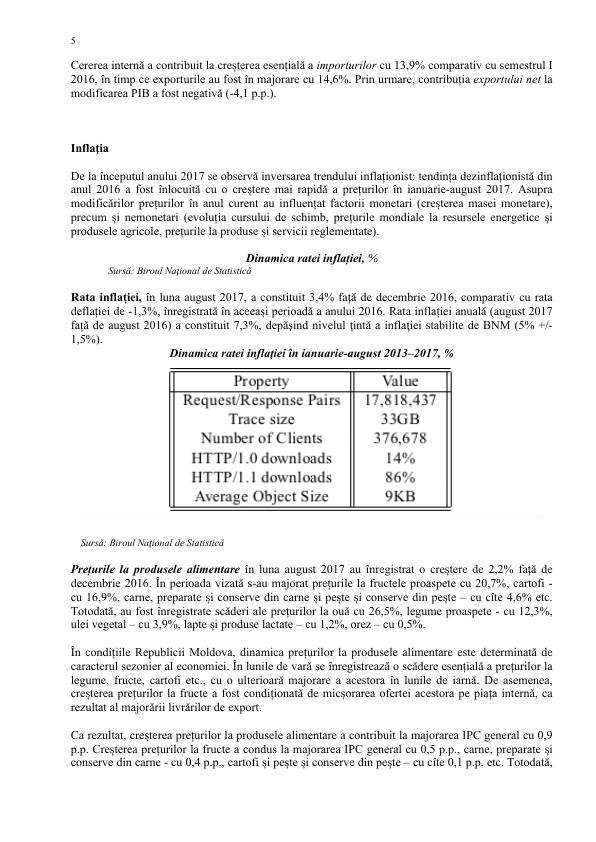 5
Cererea internă a contribuit la creșterea esențială a importurilor cu 13,9% comparativ cu semestrul I
2016, în timp ce exporturile au fost în majorare cu 14,6%. Prin urmare, contribuția exportului net la
modificarea PIB a fost negativă (-4,1 p.p.).
Inflația
De la începutul anului 2017 se observă inversarea trendului inflaționist: tendința dezinflaționistă din
anul 2016 a fost înlocuită cu o creștere mai rapidă a prețurilor în ianuarie-august 2017. Asupra
modificărilor prețurilor în anul curent au influențat factorii monetari (creșterea masei monetare),
precum și nemonetari (evoluția cursului de schimb, prețurile mondiale la resursele energetice și
produsele agricole, prețurile la produse și servicii reglementate).
Dinamica ratei inflației, %
Sursă: Biroul Național de Statistică
Rata inflației, în luna august 2017, a constituit 3,4% față de decembrie 2016, comparativ cu rata
deflației de -1,3%, înregistrată în aceeași perioadă a anului 2016. Rata inflației anuală (august 2017
față de august 2016) a constituit 7,3%, depășind nivelul țintă a inflației stabilite de BNM (5% +/-
1,5%).
Dinamica ratei inflației în ianuarie-august 2013–2017, %
Property Value
Request/Response Pairs 17,818,437
Trace size 33GB
Number of Clients 376,678
HTTP/1.0 downloads 14%
HTTP/1.1 downloads 86%
Average Object Size 9KB
Sursă: Biroul Național de Statistică
Prețurile la produsele alimentare în luna august 2017 au înregistrat o creștere de 2,2% față de
decembrie 2016. În perioada vizată s-au majorat prețurile la fructele proaspete cu 20,7%, cartofi -
cu 16,9%, carne, preparate și conserve din carne și pește și conserve din pește – cu cîte 4,6% etc.
Totodată, au fost înregistrate scăderi ale prețurilor la ouă cu 26,5%, legume proaspete - cu 12,3%,
ulei vegetal – cu 3,9%, lapte și produse lactate – cu 1,2%, orez – cu 0,5%.
În condițiile Republicii Moldova, dinamica prețurilor la produsele alimentare este determinată de
caracterul sezonier al economiei. În lunile de vară se înregistrează o scădere esențială a prețurilor la
legume, fructe, cartofi etc., cu o ulterioară majorare a acestora în lunile de iarnă. De asemenea,
creșterea prețurilor la fructe a fost condiționată de micșorarea ofertei acestora pe piața internă, ca
rezultat al majorării livrărilor de export.
Ca rezultat, creșterea prețurilor la produsele alimentare a contribuit la majorarea IPC general cu 0,9
p.p. Creșterea prețurilor la fructe a condus la majorarea IPC general cu 0,5 p.p., carne, preparate și
conserve din carne - cu 0,4 p.p., cartofi și pește și conserve din pește – cu cîte 0,1 p.p. etc. Totodată,